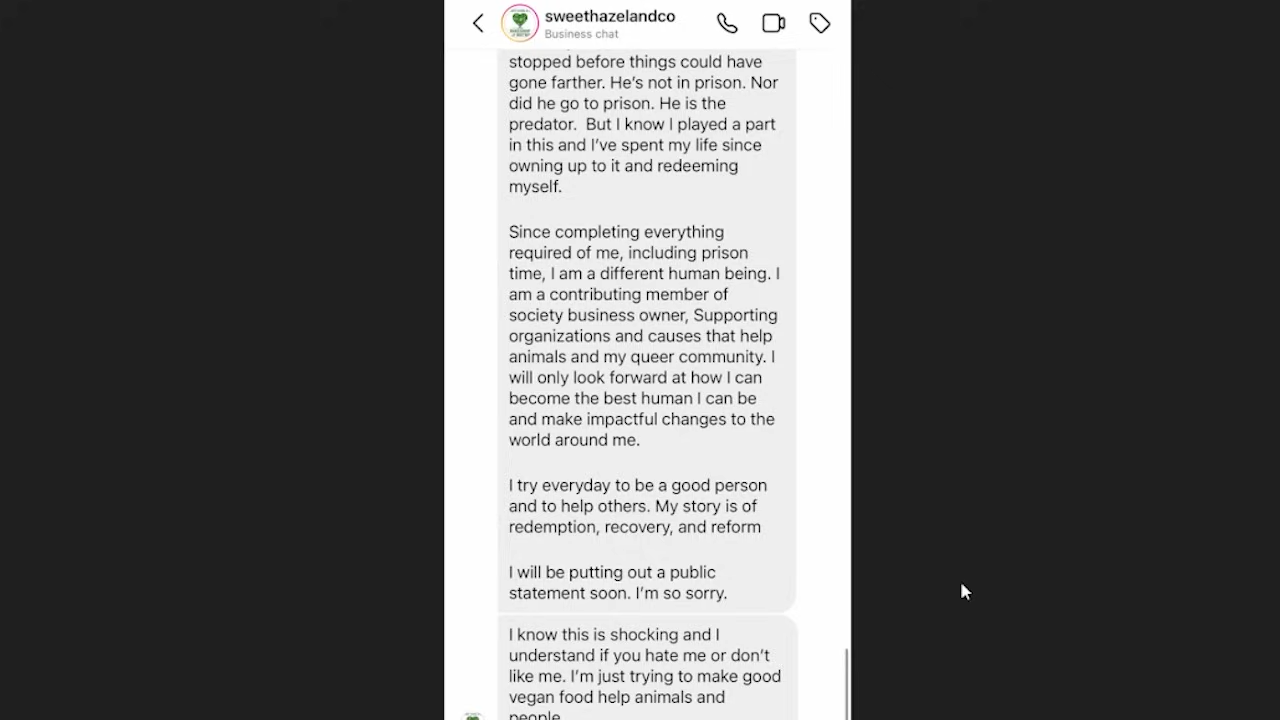 sweethazelandco
Business chat
stopped before things could have
gone farther. He's not in prison. Nor
did he go to prison. He is the
predator.  But I know I played a part
in this and I've spent my life since
owning up to it and redeeming
myself.
Since completing everything
required of me, including prison
time, I am a different human being. I
am a contributing member of
society business owner, Supporting
organizations and causes that help
animals and my queer community. I
will only look forward at how I can
become the best human I can be
and make impactful changes to the
world around me.
I try everyday to be a good person
and to help others. My story is of
redemption, recovery, and reform
I will be putting out a public
statement soon. I'm so sorry.
I know this is shocking and I
understand if you hate me or don't
like me. I'm just trying to make good
vegan food help animals and
people